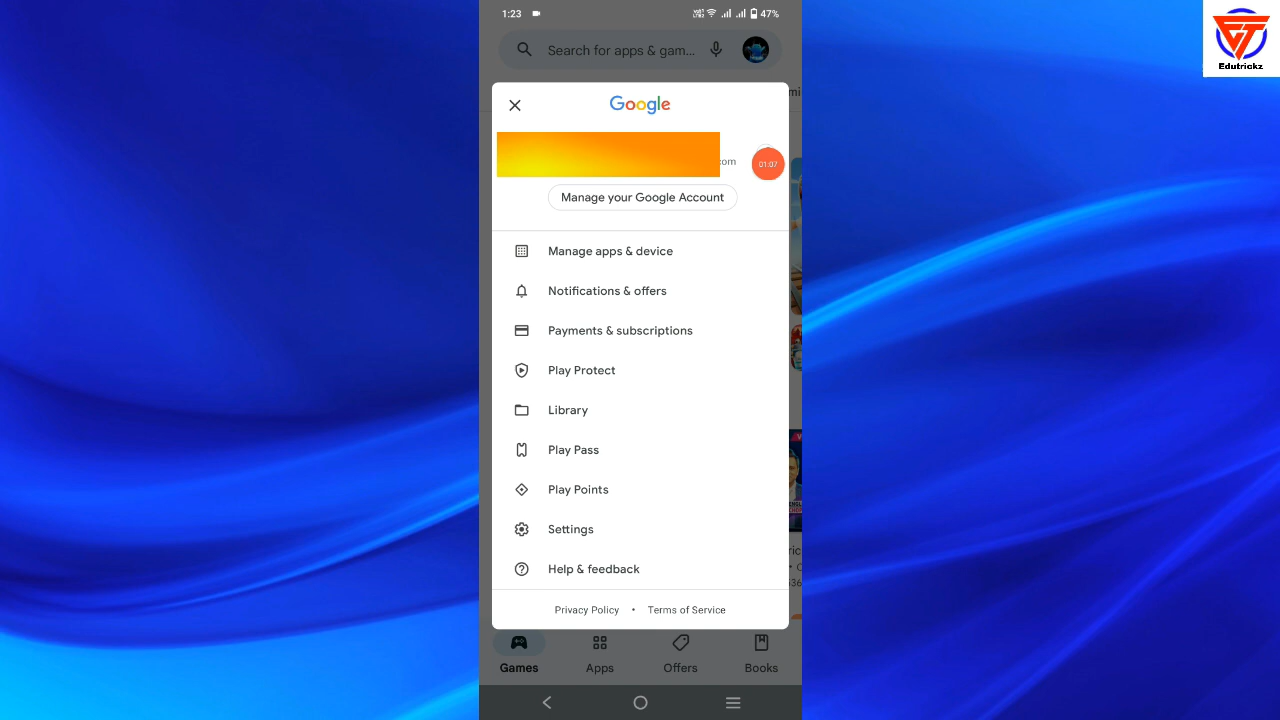 1:23 47%
Edutrickz
Search for apps & gam...
Google
com
01:07
Manage your Google Account
Manage apps & device
Notifications & offers
Payments & subscriptions
Play Protect
Library
Play Pass
Play Points
Settings
Help & feedback
Privacy Policy • Terms of Service
Games Apps Offers Books